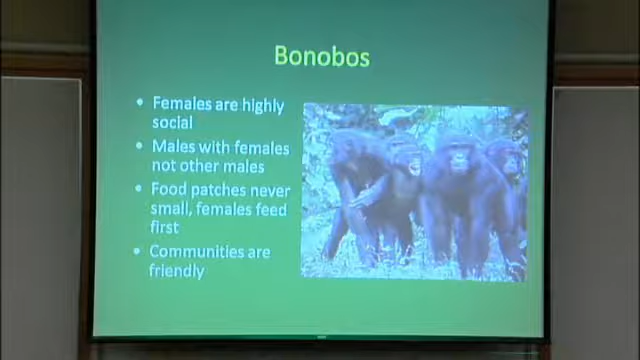 Bonobos
• Females are highly
social
• Males with females
not other males
• Food patches never
small, females feed
first
• Communities are
friendly